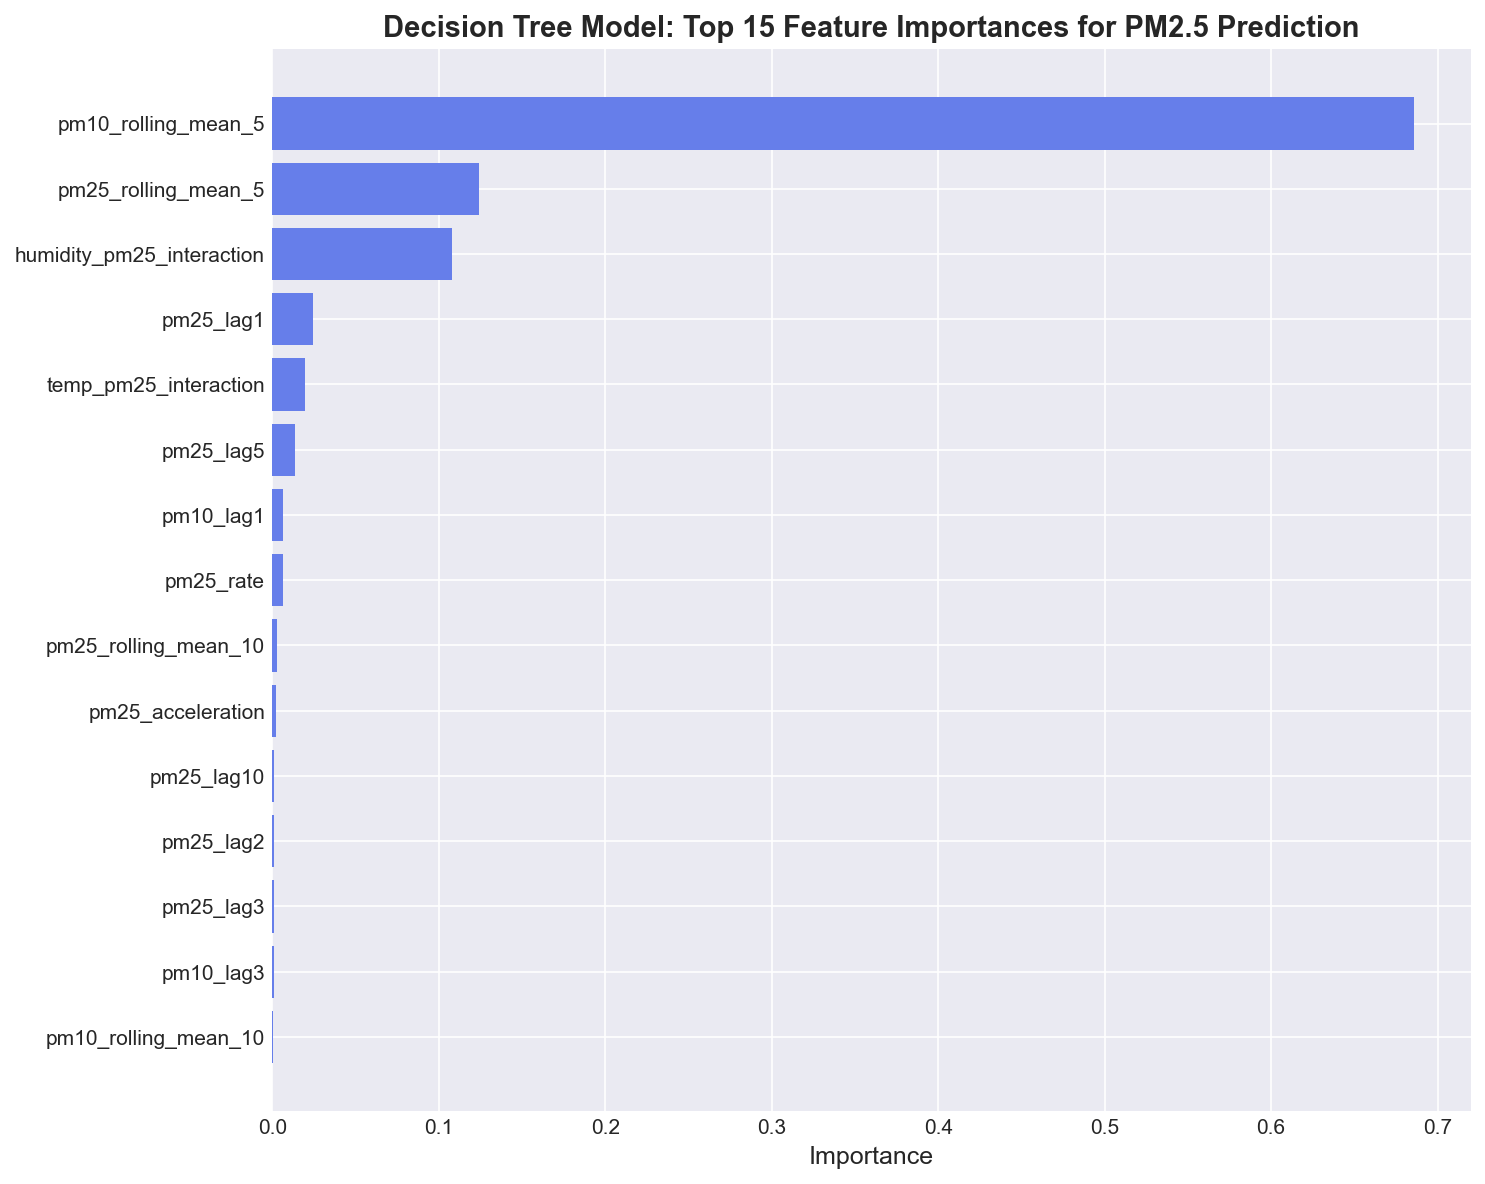 Decision Tree Model: Top 15 Feature Importances for PM2.5 Prediction
pm10_rolling_mean_5
pm25_rolling_mean_5
humidity_pm25_interaction
pm25_lag1
temp_pm25_interaction
pm25_lag5
pm10_lag1
pm25_rate
pm25_rolling_mean_10
pm25_acceleration
pm25_lag10
pm25_lag2
pm25_lag3
pm10_lag3
pm10_rolling_mean_10
0.0 0.1 0.2 0.3 0.4 0.5 0.6 0.7
Importance